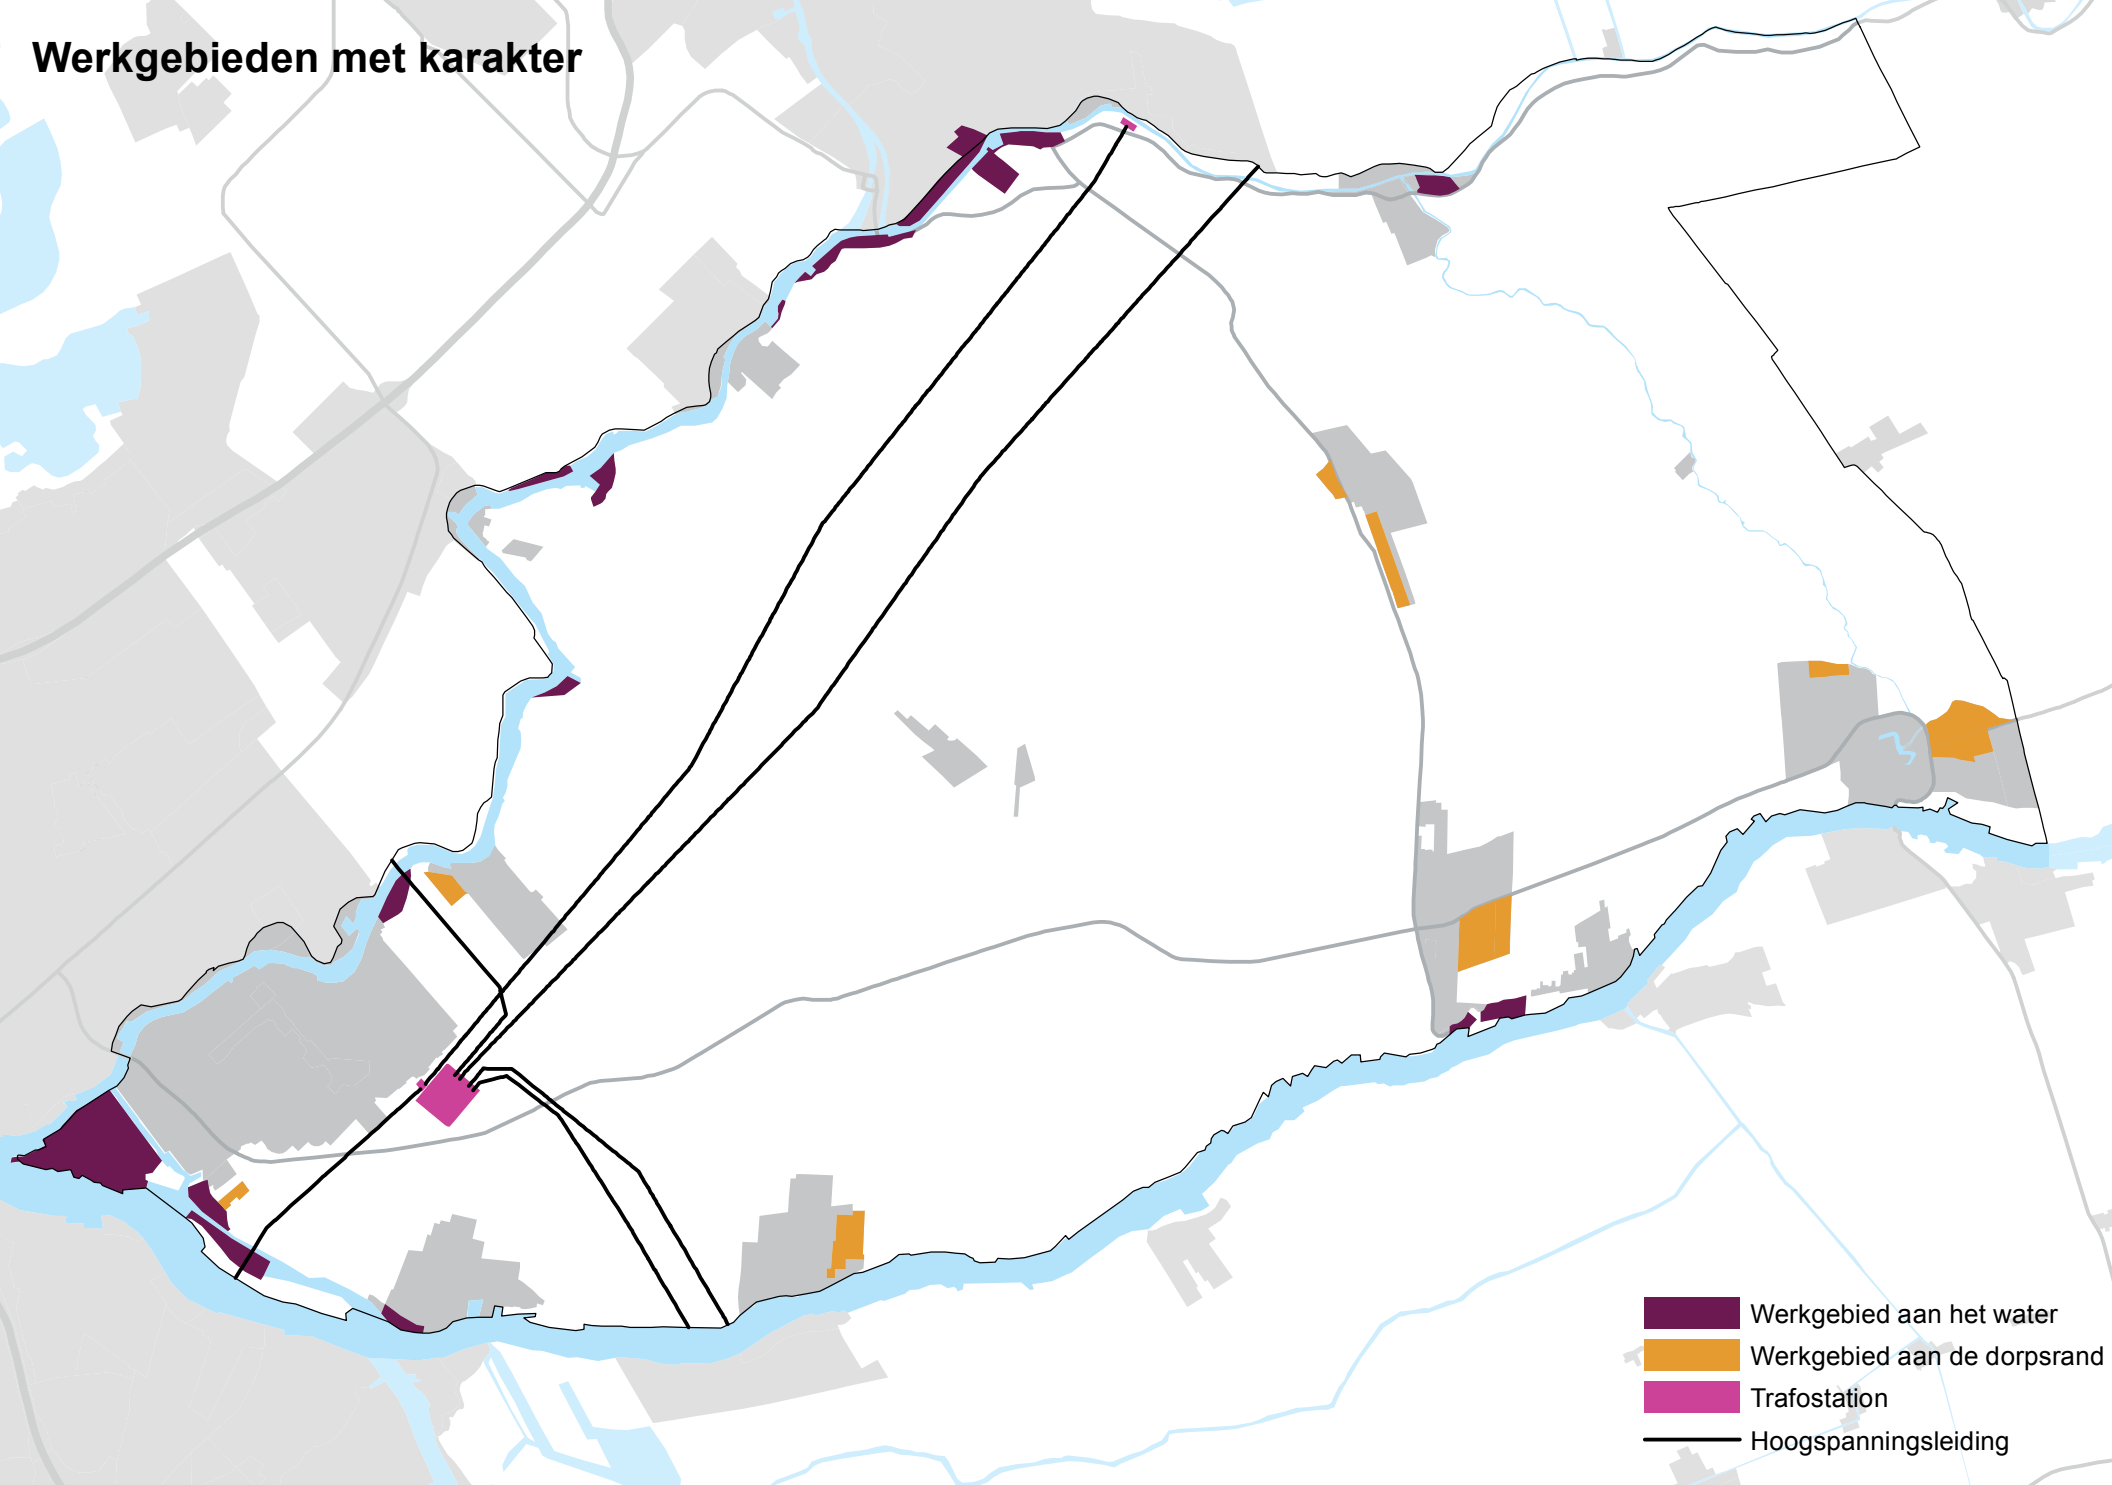 Werkgebieden met karakter
Werkgebied aan het water
Werkgebied aan de dorpsrand
Trafostation
Hoogspanningsleiding